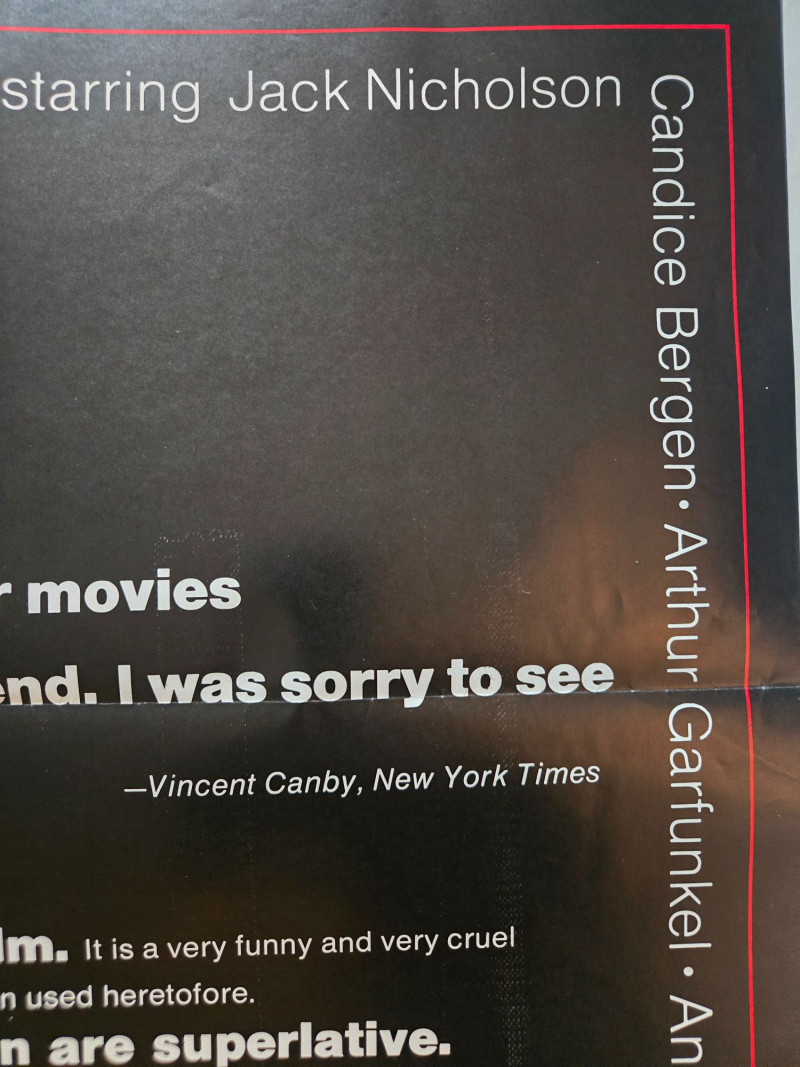 starring Jack Nicholson
Candice Bergen • Arthur Garfunkel • An
r movies
end. I was sorry to see
—Vincent Canby, New York Times
lm. It is a very funny and very cruel
n used heretofore.
n are superlative.